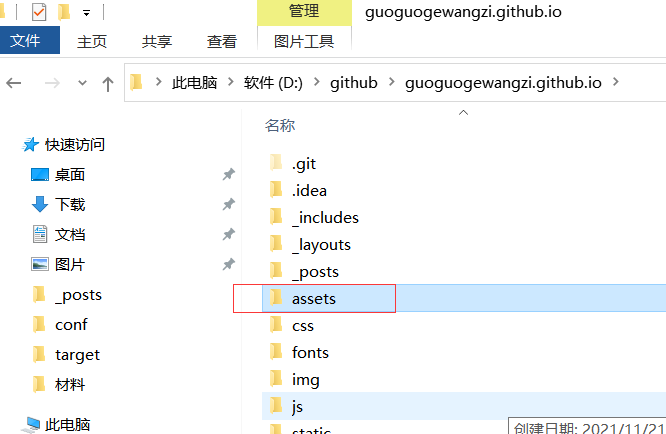 管理
guoguogewangzi.github.io
文件
主页
共享
查看
图片工具
此电脑
软件 (D:)
github
guoguogewangzi.github.io
名称
快速访问
桌面
下载
文档
图片
_posts
conf
target
材料
此电脑
.git
.idea
_includes
_layouts
_posts
assets
css
fonts
img
js
static
创建日期: 2021/11/21